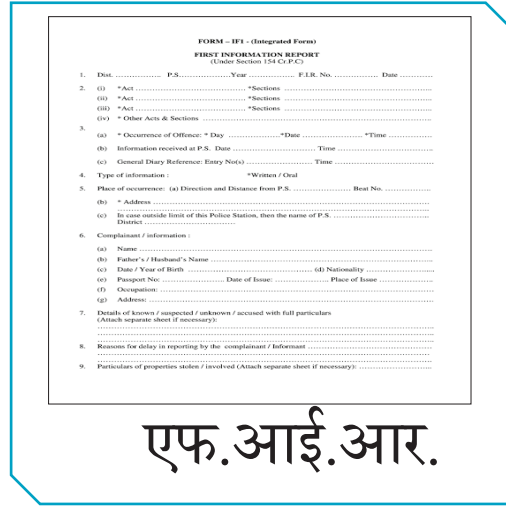 FORM – IF1 - (Integrated Form)
FIRST INFORMATION REPORT
(Under Section 154 Cr.P.C)
1. Dist. .................. P.S.....................Year .................. F.I.R. No. ............... Date ............
2. (i) *Act ............................................ *Sections ................................................
(ii) *Act ............................................ *Sections ................................................
(iii) *Act ............................................ *Sections ................................................
(iv) * Other Acts & Sections ................................................................................
3.
(a) * Occurrence of Offence: * Day .....................*Date ......................... *Time ............
(b) Information received at P.S. Date ........................ Time ..............................
(c) General Diary Reference: Entry No(s) ........................ Time ..............................
4. Type of information : *Written / Oral
5. Place of occurrence: (a) Direction and Distance from P.S. ....................... Best No. ..................
(b) * Address ................................................................................
................................................................................
(c) In case outside limit of this Police Station, then the name of P.S. ......................................
District ....................................
6. Complainant / information :
(a) Name ................................................................................
(b) Father's / Husband's Name ................................................................
(c) Date / Year of Birth ........................................ (d) Nationality ............................
(e) Passport No: ........................ Date of Issue: ..................... Place of Issue .....................
(f) Occupation: ................................................................................
(g) Address: ................................................................................
7. Details of known / suspected / unknown / accused with full particulars
(Attach separate sheet if necessary):
................................................................................
................................................................................
8. Reasons for delay in reporting by the complainant / Informant ........................................
................................................................................
................................................................................
9. Particulars of properties stolen / involved (Attach separate sheet if necessary): ............................
एफ.आई.आर.